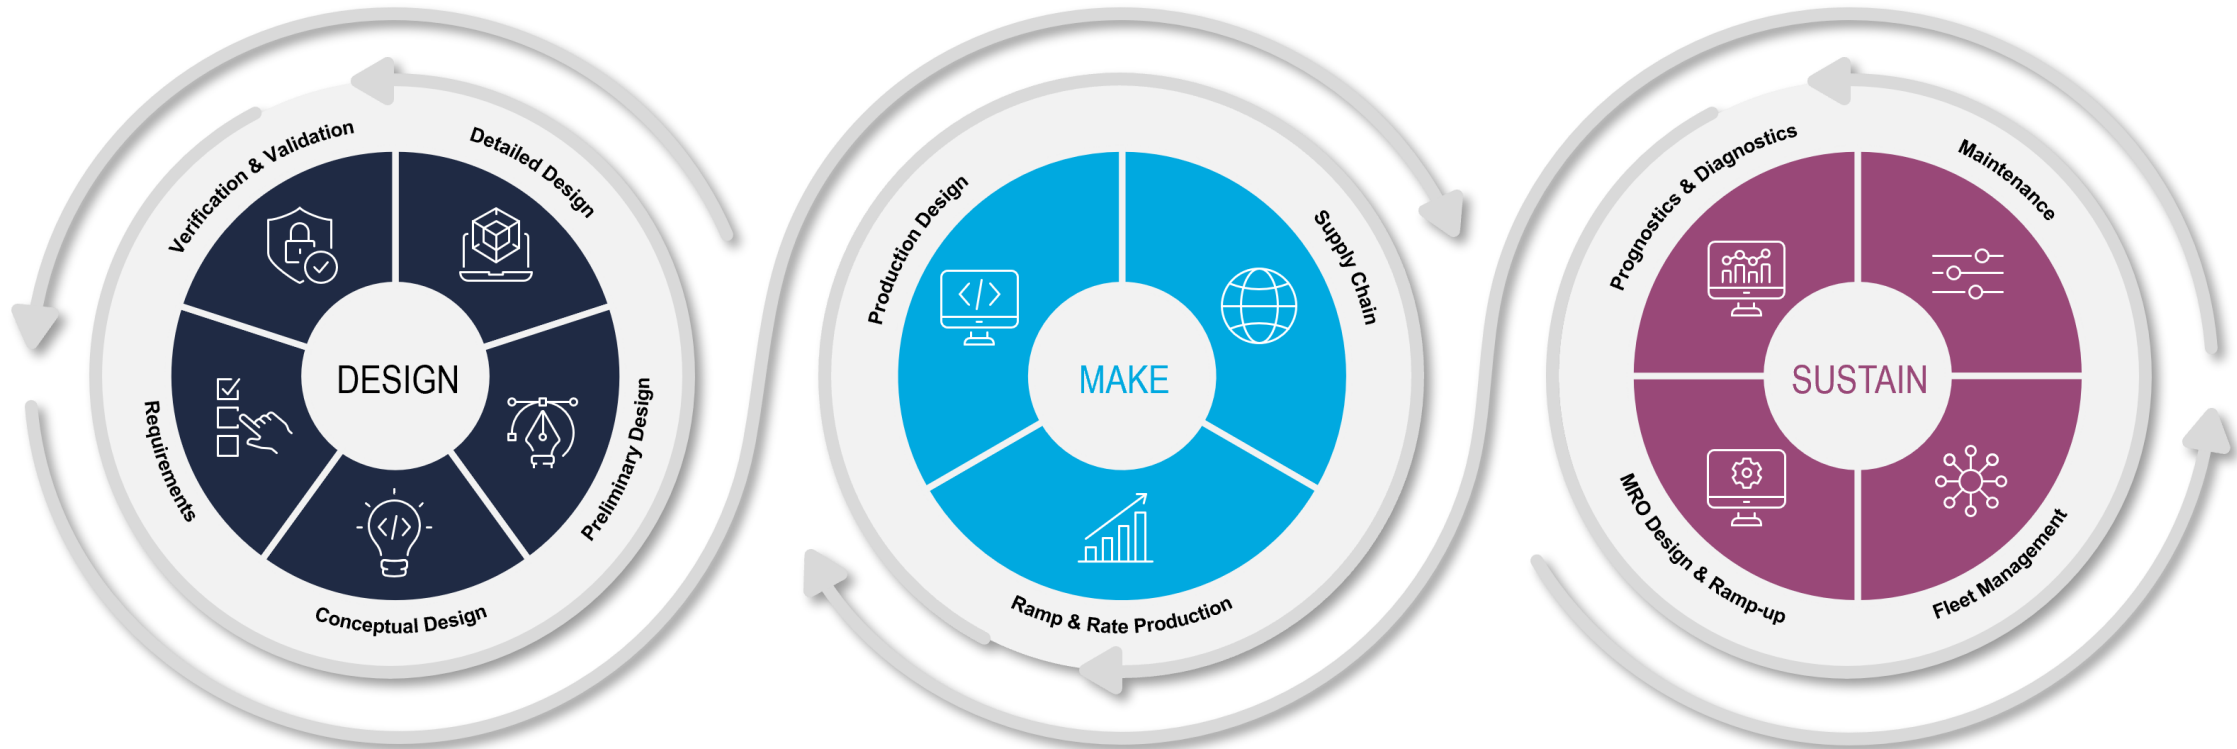 DESIGN
Verification & Validation
Detailed Design
Preliminary Design
Conceptual Design
Requirements
MAKE
Production Design
Supply Chain
Ramp & Rate Production
SUSTAIN
Prognostics & Diagnostics
Maintenance
Fleet Management
MRO Design & Ramp-up